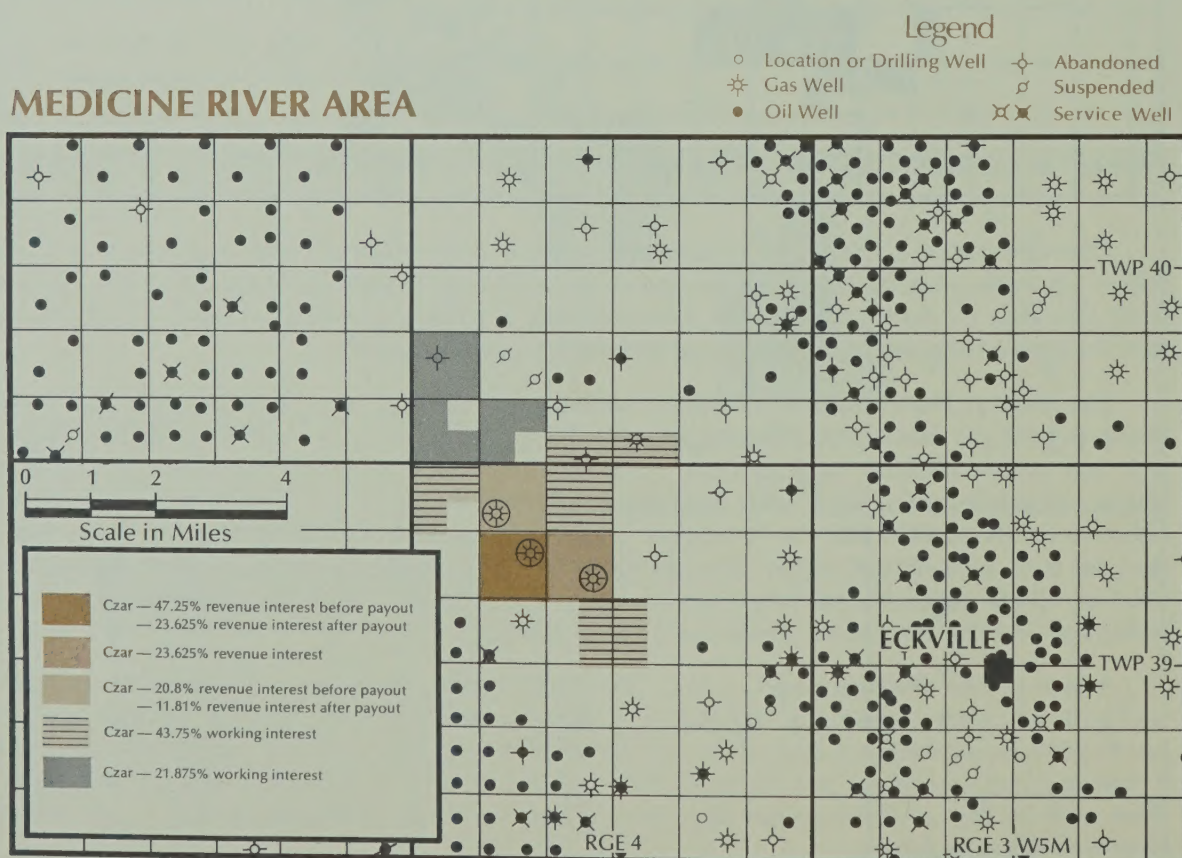 Legend
Location or Drilling Well
Abandoned
Gas Well
Suspended
Oil Well
Service Well
MEDICINE RIVER AREA
TWP 40
0 1 2 4
Scale in Miles
Czar — 47.25% revenue interest before payout
— 23.625% revenue interest after payout
Czar — 23.625% revenue interest
Czar — 20.8% revenue interest before payout
— 11.81% revenue interest after payout
Czar — 43.75% working interest
Czar — 21.875% working interest
ECKVILLE
TWP 39
RGE 4
RGE 3 W5M